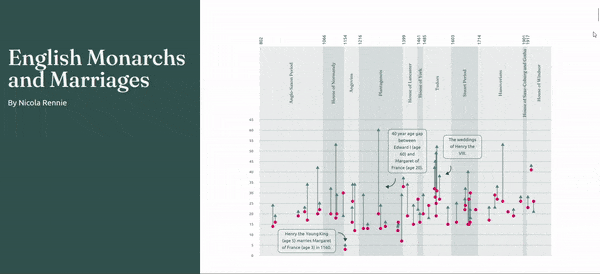 English Monarchs
and Marriages
By Nicola Rennie
802
1066
1154
1216
1399
1461
1485
1603
1714
1901
1917
Anglo-Saxon Period
House of Normandy
Angevins
Plantagenets
House of Lancaster
House of York
Tudors
Stuart Period
Hanoverians
House of Saxe-Coburg and Gotha
House of Windsor
65
60
55
50
45
40
35
30
25
20
15
10
5
0
40 year age gap
between
Edward I (age
60) and
Margaret of
France (age 20).
The weddings
of Henry the
VIII.
Henry the Young King
(age 5) marries Margaret
of France (age 3) in 1160.